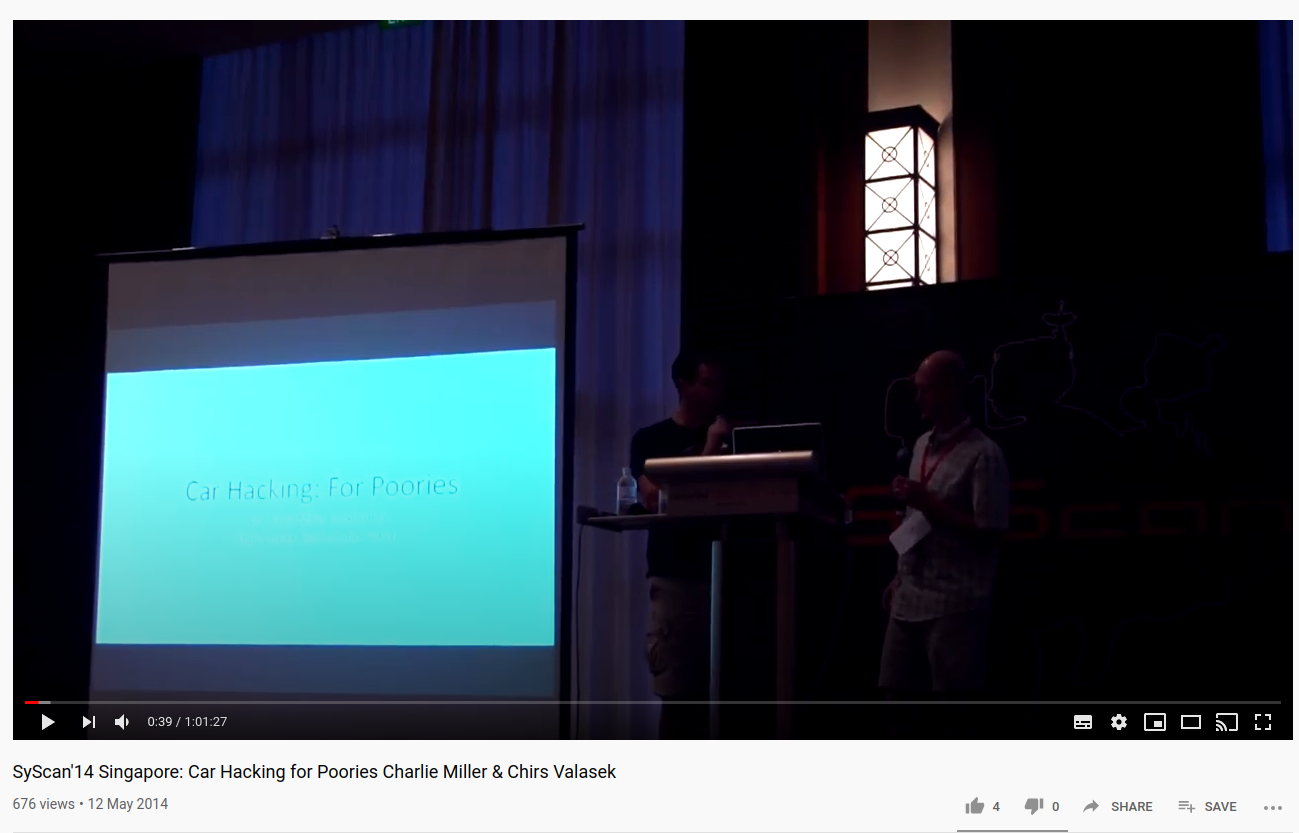 Car Hacking: For Poories
SyScan
0:39 / 1:01:27
SyScan'14 Singapore: Car Hacking for Poories Charlie Miller & Chirs Valasek
676 views • 12 May 2014
4
0
SHARE
SAVE